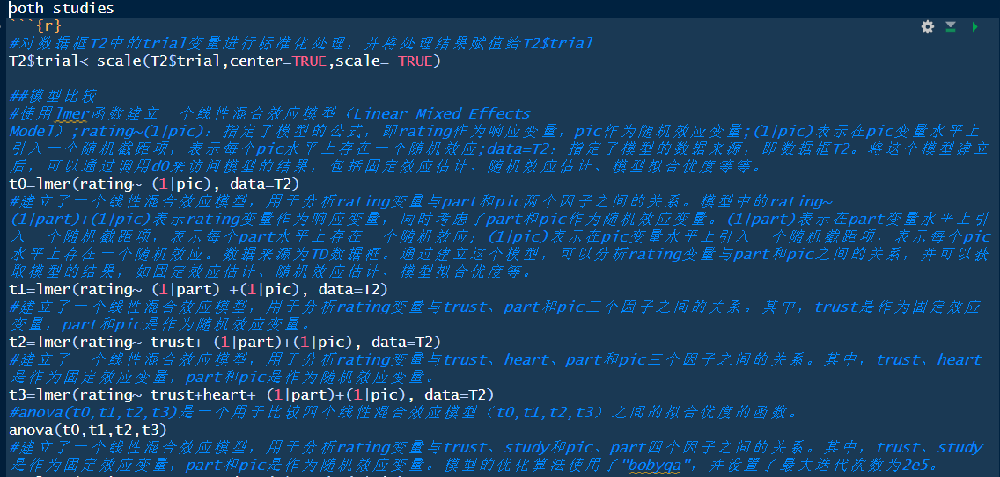 both studies
```{r}
#对数据框T2中的trial变量进行标准化处理，并将处理结果赋值给T2$trial
T2$trial<-scale(T2$trial,center=TRUE,scale= TRUE)
##模型比较
#使用lmer函数建立一个线性混合效应模型（Linear Mixed Effects
Model）;rating~(1|pic)：指定了模型的公式，即rating作为响应变量，pic作为随机效应变量;(1|pic)表示在pic变量水平上
引入一个随机截距项，表示每个pic水平上存在一个随机效应;data=T2：指定了模型的数据来源，即数据框T2。将这个模型建立
后，可以通过调用d0来访问模型的结果，包括固定效应估计、随机效应估计、模型拟合优度等等。
t0=lmer(rating~ (1|pic), data=T2)
#建立了一个线性混合效应模型，用于分析rating变量与part和pic两个因子之间的关系。模型中的rating~
(1|part)+(1|pic)表示rating变量作为响应变量，同时考虑了part和pic作为随机效应变量。(1|part)表示在part变量水平上引
入一个随机截距项，表示每个part水平上存在一个随机效应；(1|pic)表示在pic变量水平上引入一个随机截距项，表示每个pic
水平上存在一个随机效应。数据来源为TD数据框。通过建立这个模型，可以分析rating变量与part和pic之间的关系，并可以获
取模型的结果，如固定效应估计、随机效应估计、模型拟合优度等。
t1=lmer(rating~ (1|part) +(1|pic), data=T2)
#建立了一个线性混合效应模型，用于分析rating变量与trust、part和pic三个因子之间的关系。其中，trust是作为固定效应
变量，part和pic是作为随机效应变量。
t2=lmer(rating~ trust+ (1|part)+(1|pic), data=T2)
#建立了一个线性混合效应模型，用于分析rating变量与trust、heart、part和pic三个因子之间的关系。其中，trust、heart
是作为固定效应变量，part和pic是作为随机效应变量。
t3=lmer(rating~ trust+heart+ (1|part)+(1|pic), data=T2)
#anova(t0,t1,t2,t3)是一个用于比较四个线性混合效应模型（t0,t1,t2,t3）之间的拟合优度的函数。
anova(t0,t1,t2,t3)
#建立了一个线性混合效应模型，用于分析rating变量与trust、study和pic、part四个因子之间的关系。其中，trust、study
是作为固定效应变量，part和pic是作为随机效应变量。模型的优化算法使用了"bobyqa"，并设置了最大迭代次数为2e5。